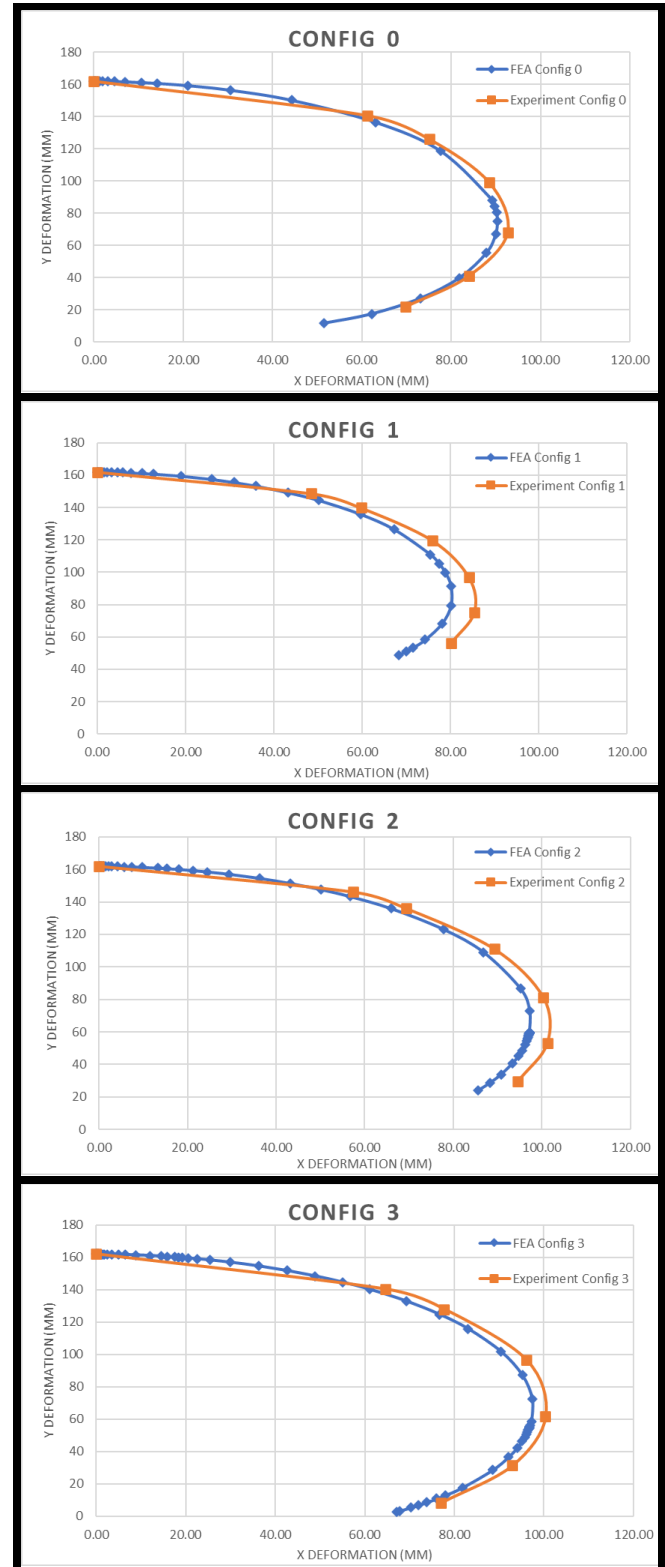 CONFIG 0
180
160
140
120
100
80
60
40
20
0
Y DEFORMATION (MM)
FEA Config 0
Experiment Config 0
0.00 20.00 40.00 60.00 80.00 100.00 120.00
X DEFORMATION (MM)
CONFIG 1
180
160
140
120
100
80
60
40
20
0
Y DEFORMATION (MM)
FEA Config 1
Experiment Config 1
0.00 20.00 40.00 60.00 80.00 100.00 120.00
X DEFORMATION (MM)
CONFIG 2
180
160
140
120
100
80
60
40
20
0
Y DEFORMATION (MM)
FEA Config 2
Experiment Config 2
0.00 20.00 40.00 60.00 80.00 100.00 120.00
X DEFORMATION (MM)
CONFIG 3
180
160
140
120
100
80
60
40
20
0
Y DEFORMATION (MM)
FEA Config 3
Experiment Config 3
0.00 20.00 40.00 60.00 80.00 100.00 120.00
X DEFORMATION (MM)